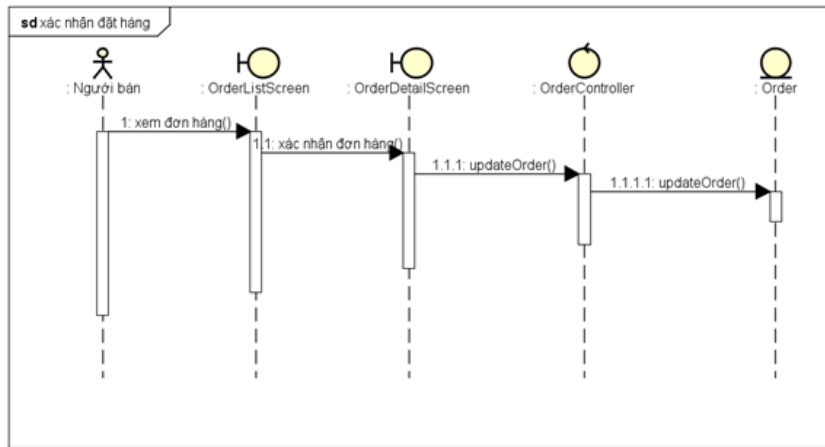 sd xác nhận đặt hàng
: Người bán
: OrderListScreen
: OrderDetailScreen
: OrderController
: Order
1: xem đơn hàng()
1.1: xác nhận đơn hàng()
1.1.1: updateOrder()
1.1.1.1: updateOrder()